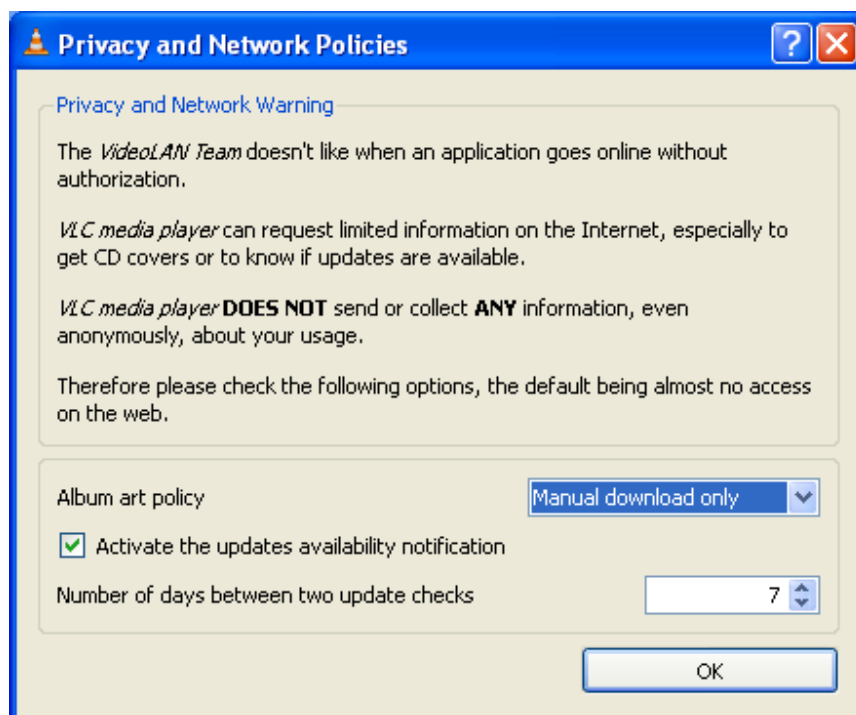 Privacy and Network Policies
Privacy and Network Warning
The VideoLAN Team doesn't like when an application goes online without
authorization.
VLC media player can request limited information on the Internet, especially to
get CD covers or to know if updates are available.
VLC media player DOES NOT send or collect ANY information, even
anonymously, about your usage.
Therefore please check the following options, the default being almost no access
on the web.
Album art policy Manual download only
Activate the updates availability notification
Number of days between two update checks 7
OK